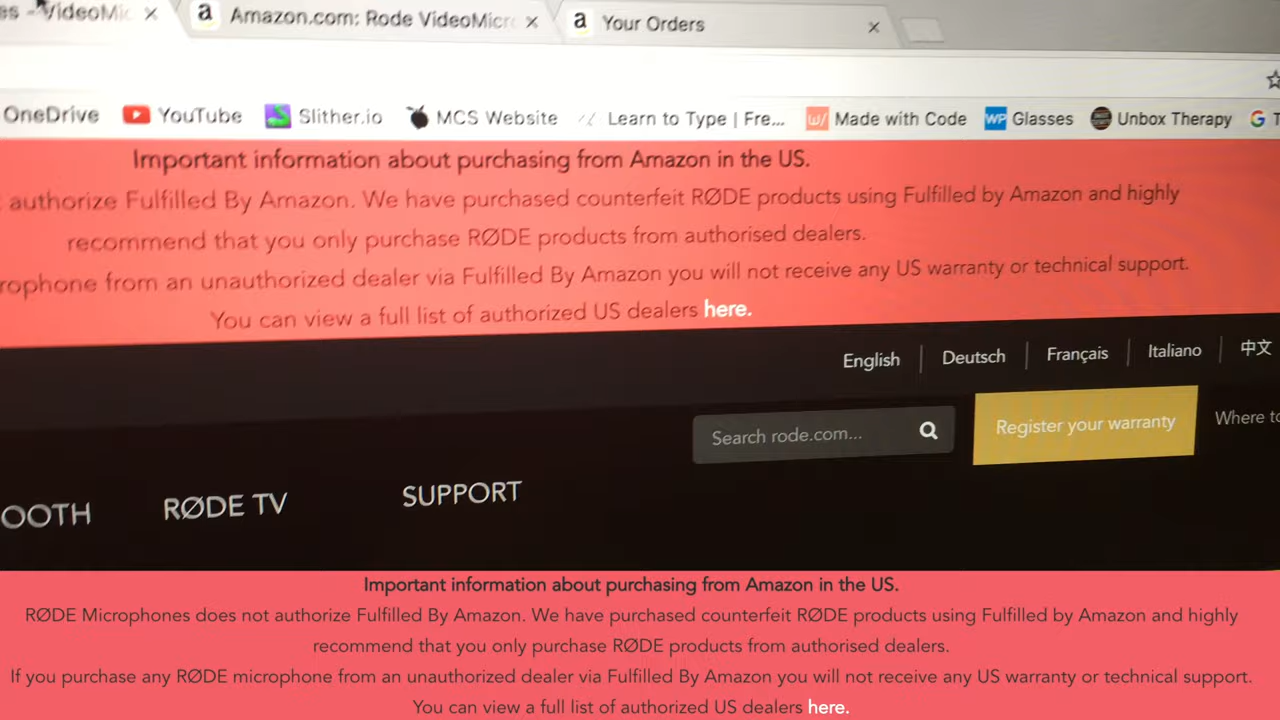 VideoMic
Amazon.com: Rode VideoMicr
Your Orders
OneDrive
YouTube
Slither.io
MCS Website
Learn to Type | Fre...
Made with Code
Glasses
Unbox Therapy
Important information about purchasing from Amazon in the US.
authorize Fulfilled By Amazon. We have purchased counterfeit RØDE products using Fulfilled by Amazon and highly
recommend that you only purchase RØDE products from authorised dealers.
rophone from an unauthorized dealer via Fulfilled By Amazon you will not receive any US warranty or technical support.
You can view a full list of authorized US dealers here.
English
Deutsch
Français
Italiano
中文
Search rode.com...
Register your warranty
Where to
OOTH
RØDE TV
SUPPORT
Important information about purchasing from Amazon in the US.
RØDE Microphones does not authorize Fulfilled By Amazon. We have purchased counterfeit RØDE products using Fulfilled by Amazon and highly
recommend that you only purchase RØDE products from authorised dealers.
If you purchase any RØDE microphone from an unauthorized dealer via Fulfilled By Amazon you will not receive any US warranty or technical support.
You can view a full list of authorized US dealers here.